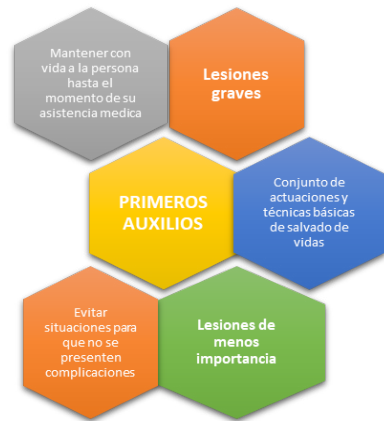 Mantener con
vida a la persona
hasta el
momento de su
asistencia medica
Lesiones
graves
PRIMEROS
AUXILIOS
Conjunto de
actuaciones y
técnicas básicas
de salvado de
vidas
Evitar
situaciones para
que no se
presenten
complicaciones
Lesiones de
menos
importancia